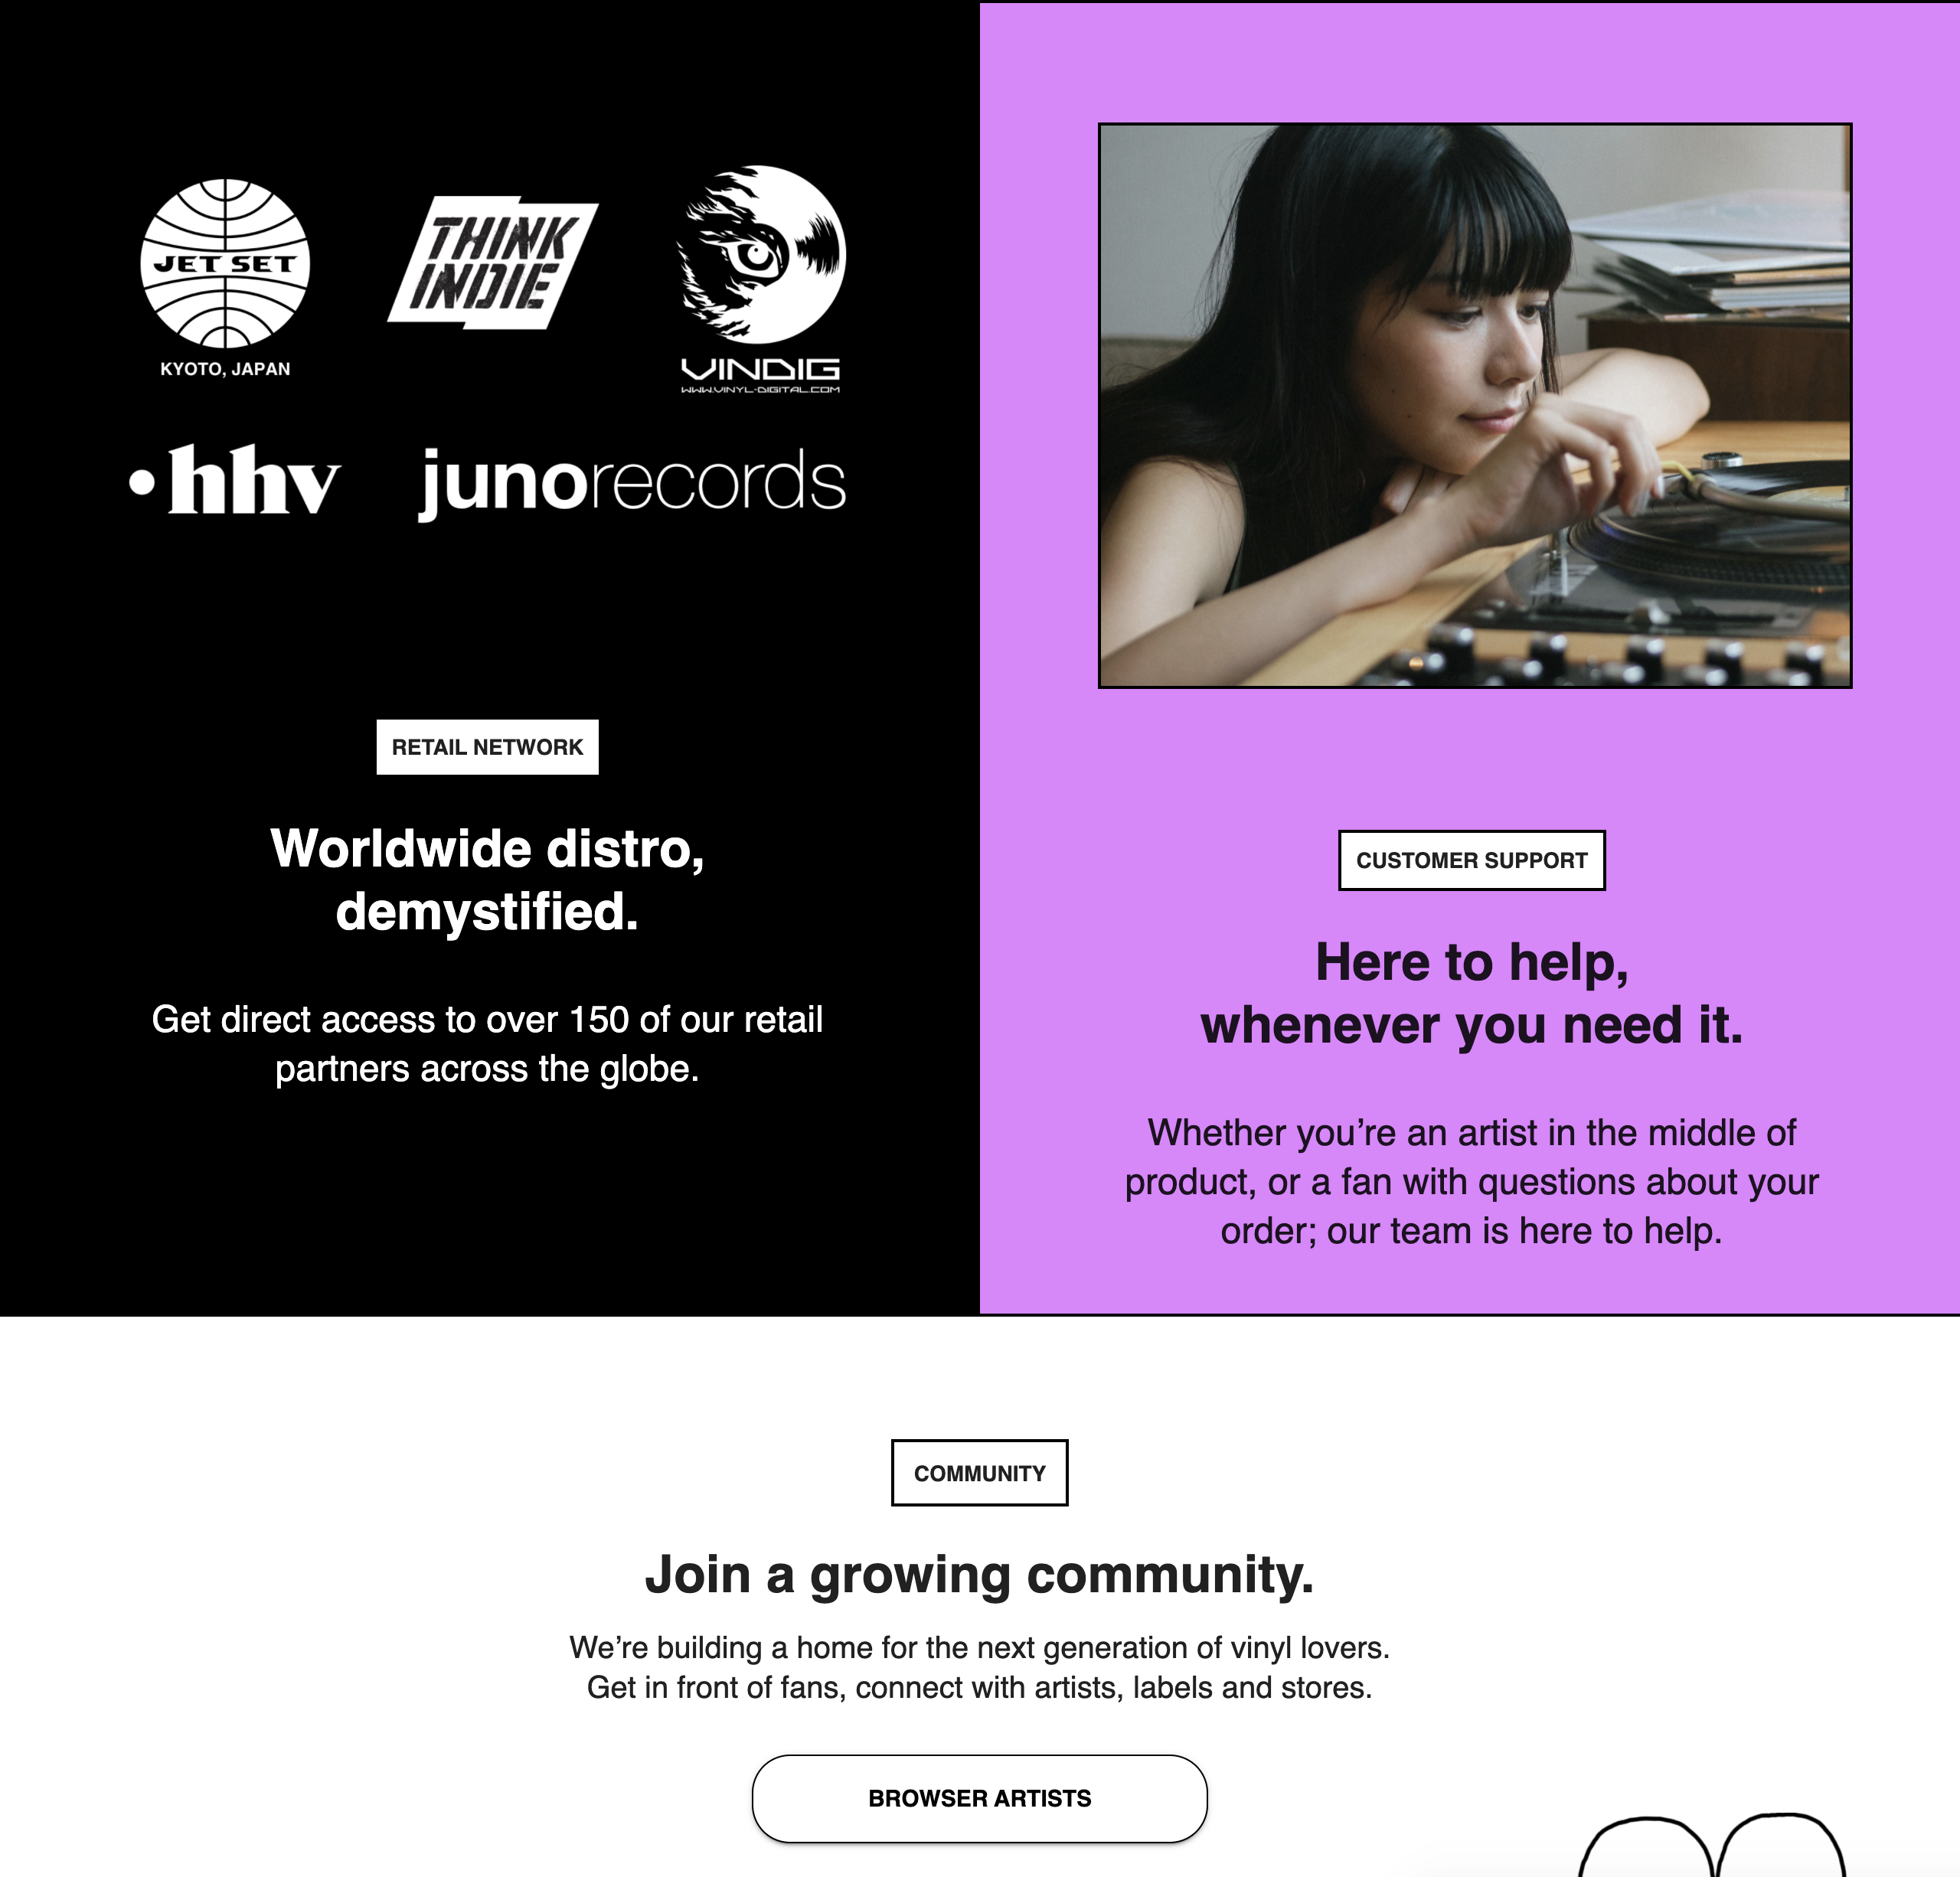 JET SET
KYOTO, JAPAN
THINK
INDIE
VINDIG
WWW.VINYL-DIGITAL.COM
hhv
junorecords
RETAIL NETWORK
Worldwide distro,
demystified.
Get direct access to over 150 of our retail
partners across the globe.
CUSTOMER SUPPORT
Here to help,
whenever you need it.
Whether you’re an artist in the middle of
product, or a fan with questions about your
order; our team is here to help.
COMMUNITY
Join a growing community.
We’re building a home for the next generation of vinyl lovers.
Get in front of fans, connect with artists, labels and stores.
BROWSER ARTISTS